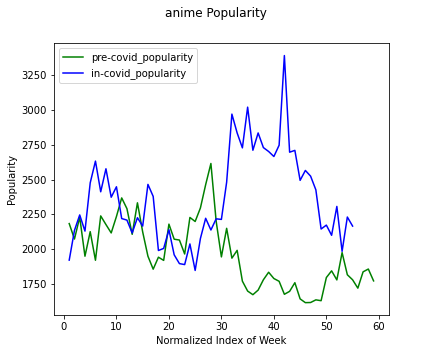 anime Popularity
pre-covid_popularity
in-covid_popularity
3250
3000
2750
2500
2250
2000
1750
Popularity
0 10 20 30 40 50 60
Normalized Index of Week